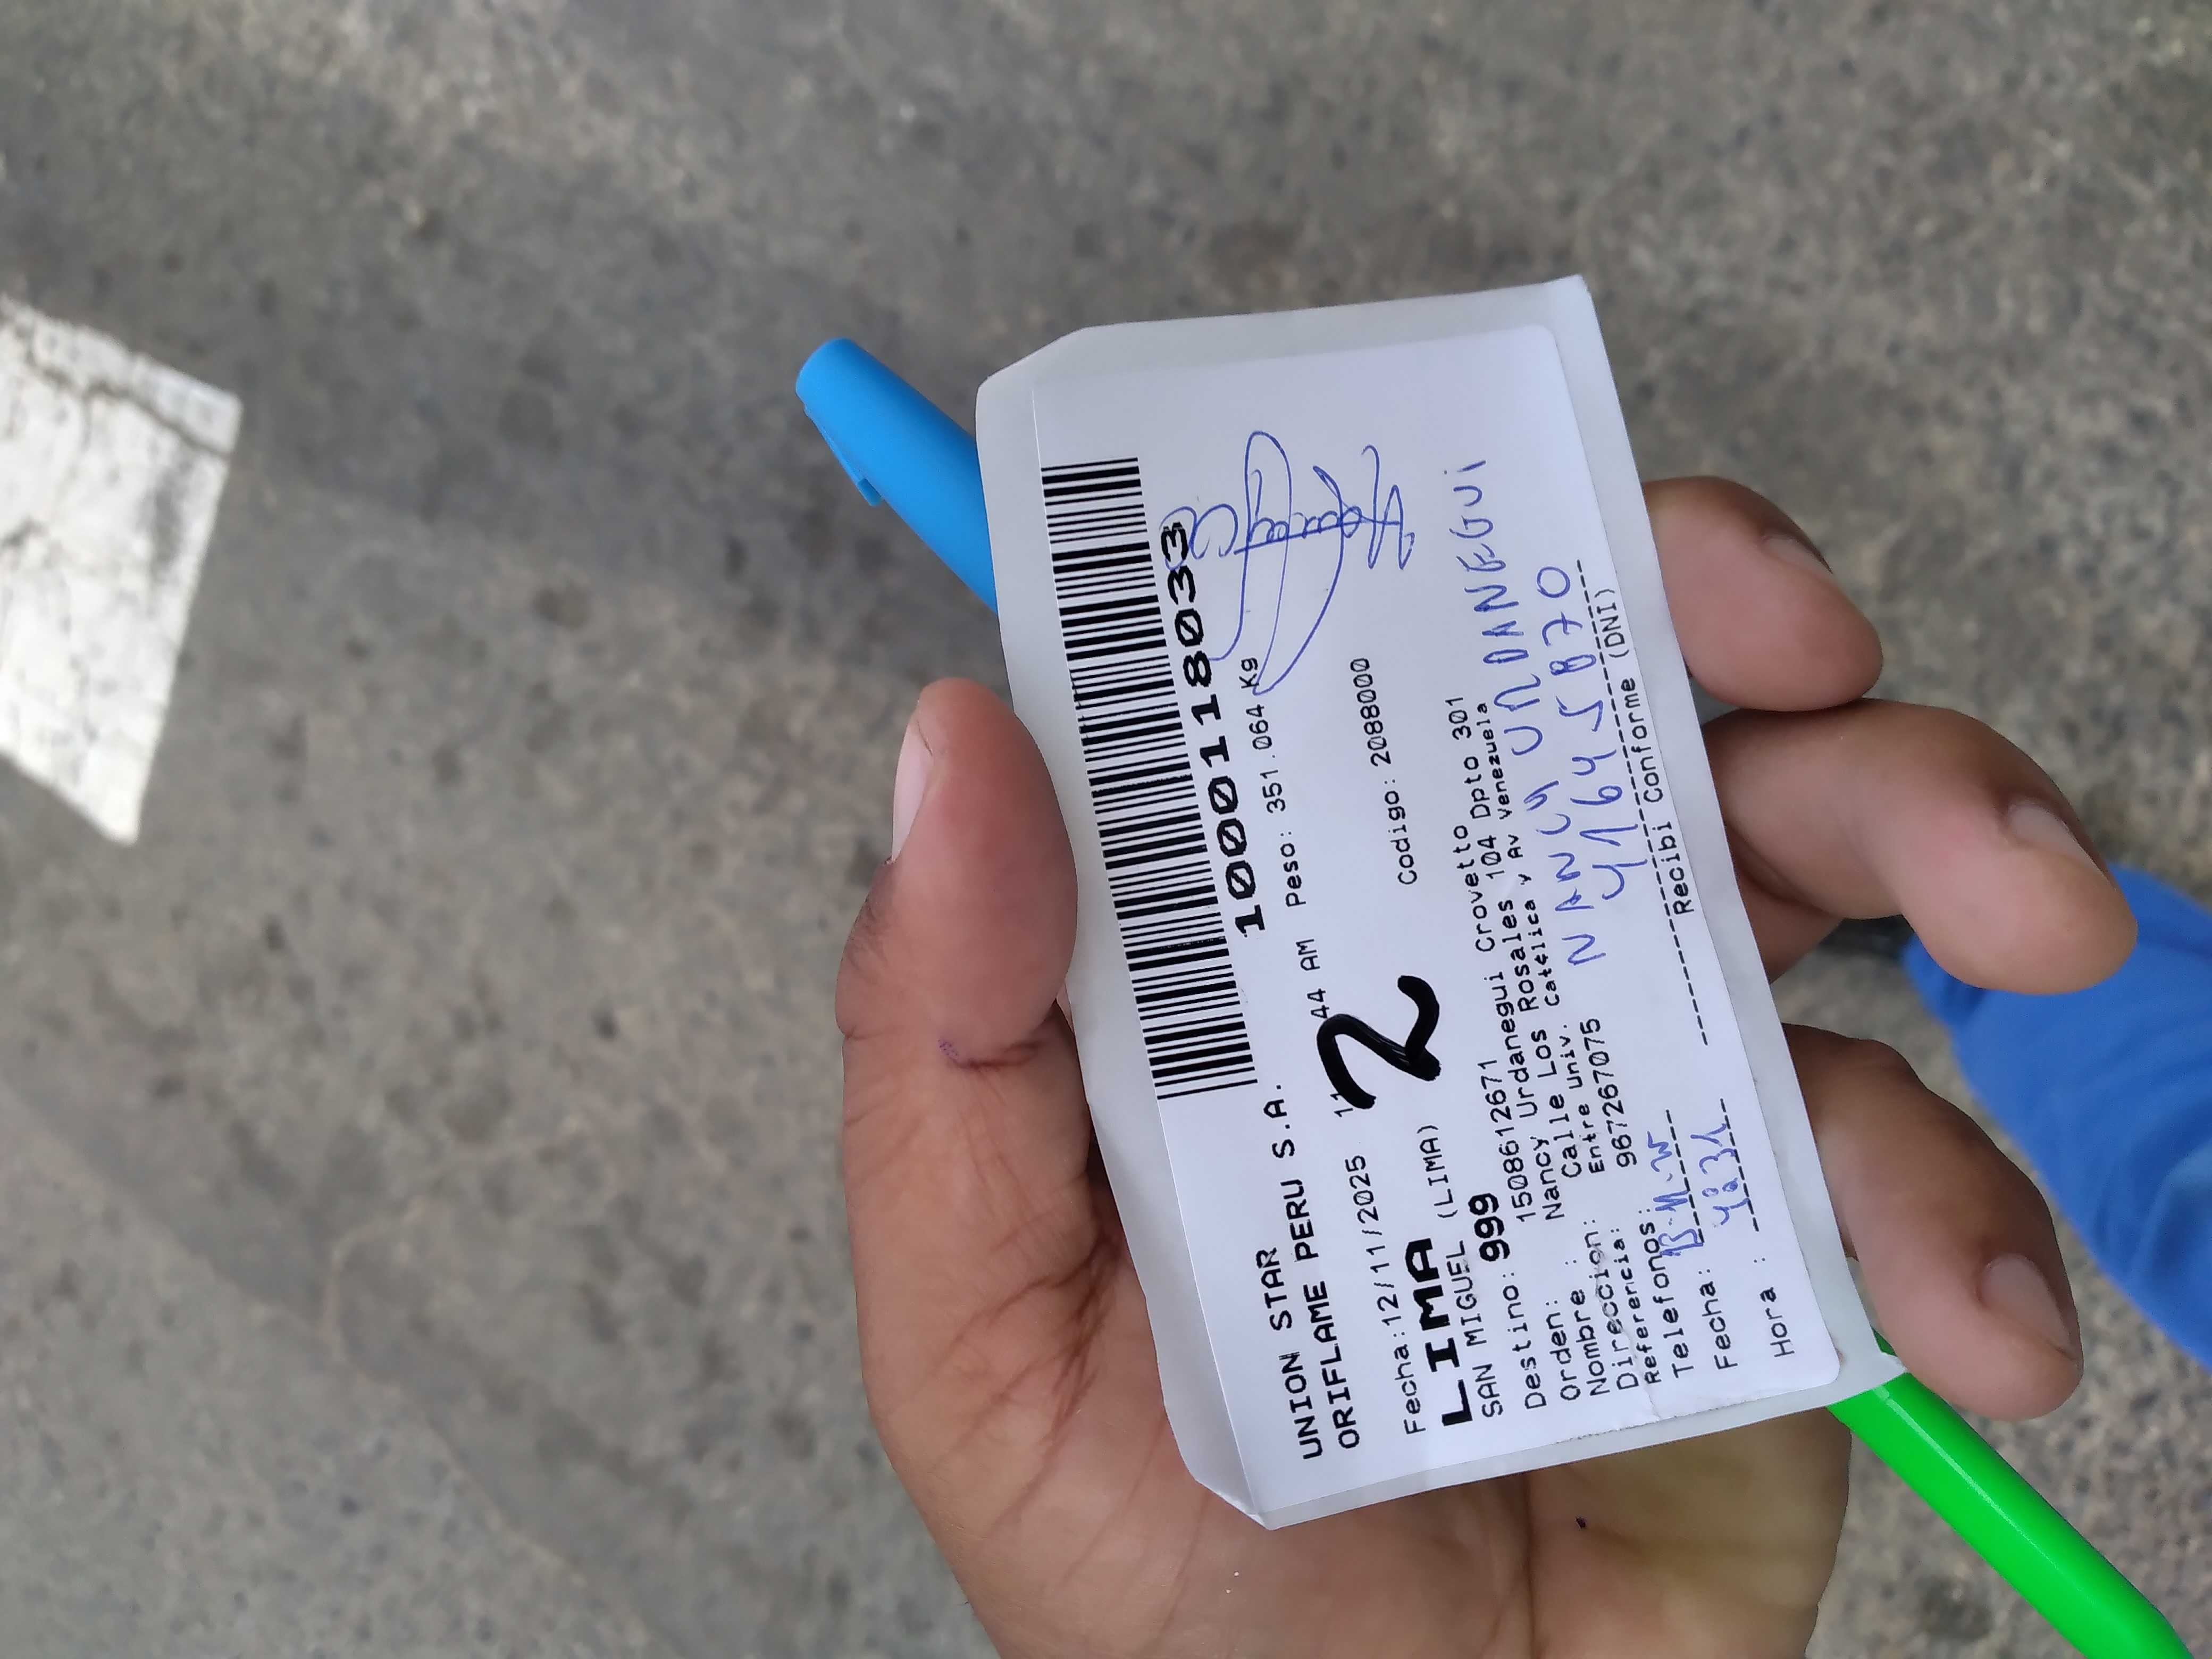 1000118033
UNION STAR
ORIFLAME PERU S.A.
Fecha:12/11/2025 44 AM Peso: 351.064 Kg
2
LIMA
SAN MIGUEL (LIMA) Codigo: 2088000
Destino: 999
Orden: 1508612671
Nombre : Nancy Urdanegui Crovetto
Direccion: Calle Los Rosales 104 Dpto 301
Referencia: Entre Univ. Católica y Av Venezuela
Telefonos: 967267075
NANCY URDANEGUI
41645870
Fecha:
Recibi Conforme (DNI)
Hora :